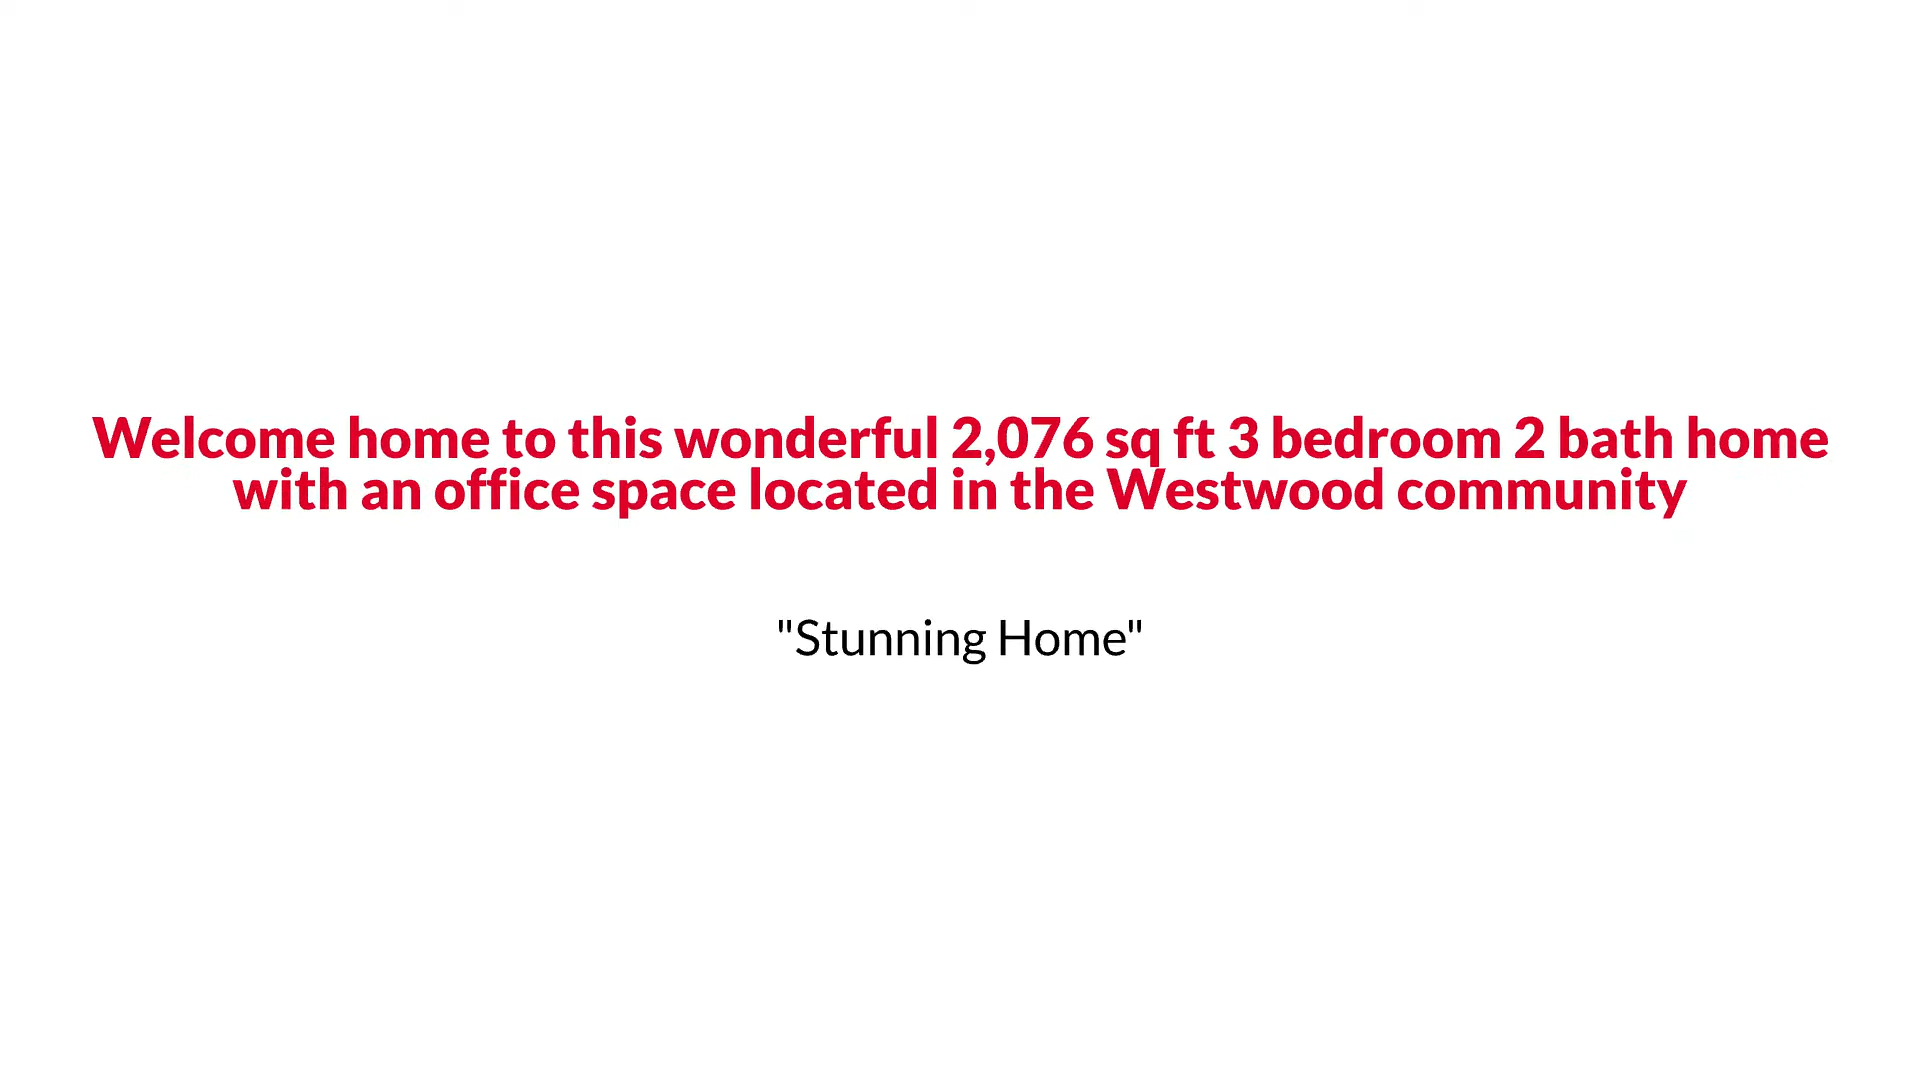 Welcome home to this wonderful 2,076 sq ft 3 bedroom 2 bath home
with an office space located in the Westwood community
"Stunning Home"